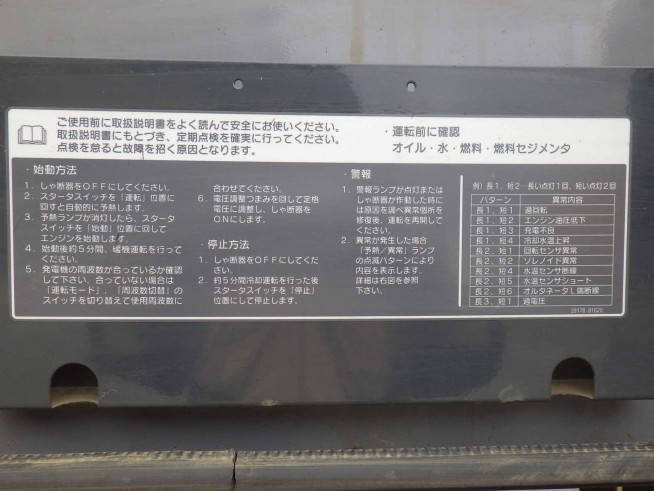 ご使用前に取扱説明書をよく読んで安全にお使いください。
取扱説明書にもとづき、定期点検を確実に行ってください。
点検を怠ると故障を招く原因となります。
・運転前に確認
オイル・水・燃料・燃料セジメンタ
・始動方法
1. しゃ断器をOFFにしてください。
2. スタータスイッチを「運転」位置に
回すと自動的に予熱します。
3. 予熱ランプが消灯したら、スタータ
スイッチを「始動」位置に回して
エンジンを始動します。
4. 始動後約5分間、暖機運転を行って
ください。
5. 発電機の周波数が合っているか確認
して下さい。合っていない場合は
「運転モード」、「周波数切替」の
スイッチを切り替えて使用周波数に
合わせてください。
6. 電圧調整つまみを回して定格
電圧に調整し、しゃ断器を
ONにします。
・停止方法
1. しゃ断器をOFFにしてくだ
さい。
2. 約5分間冷却運転を行った後
スタータスイッチを「停止」
位置にして停止します。
・警報
1. 警報ランプが点灯または
しゃ断器が作動した時に
は原因を調べ異常個所を
修復後、運転を再開して
ください。
2. 異常が発生した場合
「予熱/異常」ランプ
の点滅パターンにより
内容を表示します。
詳細は右図を参照
下さい。
例) 長1、短2…長い点灯1回、短い点灯2回
パターン 異常内容
長1、短1 過回転
長1、短2 エンジン油圧低下
長1、短3 充電不良
長1、短4 冷却水温上昇
長2、短1 回転センサ異常
長2、短2 ソレノイド異常
長2、短4 水温センサ断線
長2、短5 水温センサショート
長2、短6 オルタネータL端断線
長3、短1 過電圧